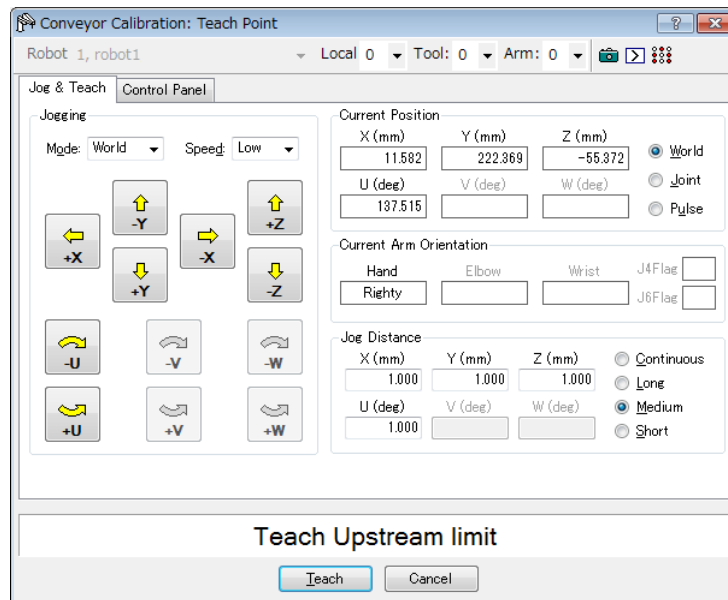 Conveyor Calibration: Teach Point
Robot 1, robot1 Local 0 Tool: 0 Arm: 0
Jog & Teach Control Panel
Jogging
Mode: World Speed: Low
-Y +Z
+X -X
+Y -Z
-U -V -W
+U +V +W
Current Position
X (mm) Y (mm) Z (mm)
11.582 222.369 -55.372
U (deg) V (deg) W (deg)
137.515
World
Joint
Pulse
Current Arm Orientation
Hand Elbow Wrist J4Flag
Righty J6Flag
Jog Distance
X (mm) Y (mm) Z (mm)
1.000 1.000 1.000
U (deg) V (deg) W (deg)
1.000
Continuous
Long
Medium
Short
Teach Upstream limit
Teach Cancel